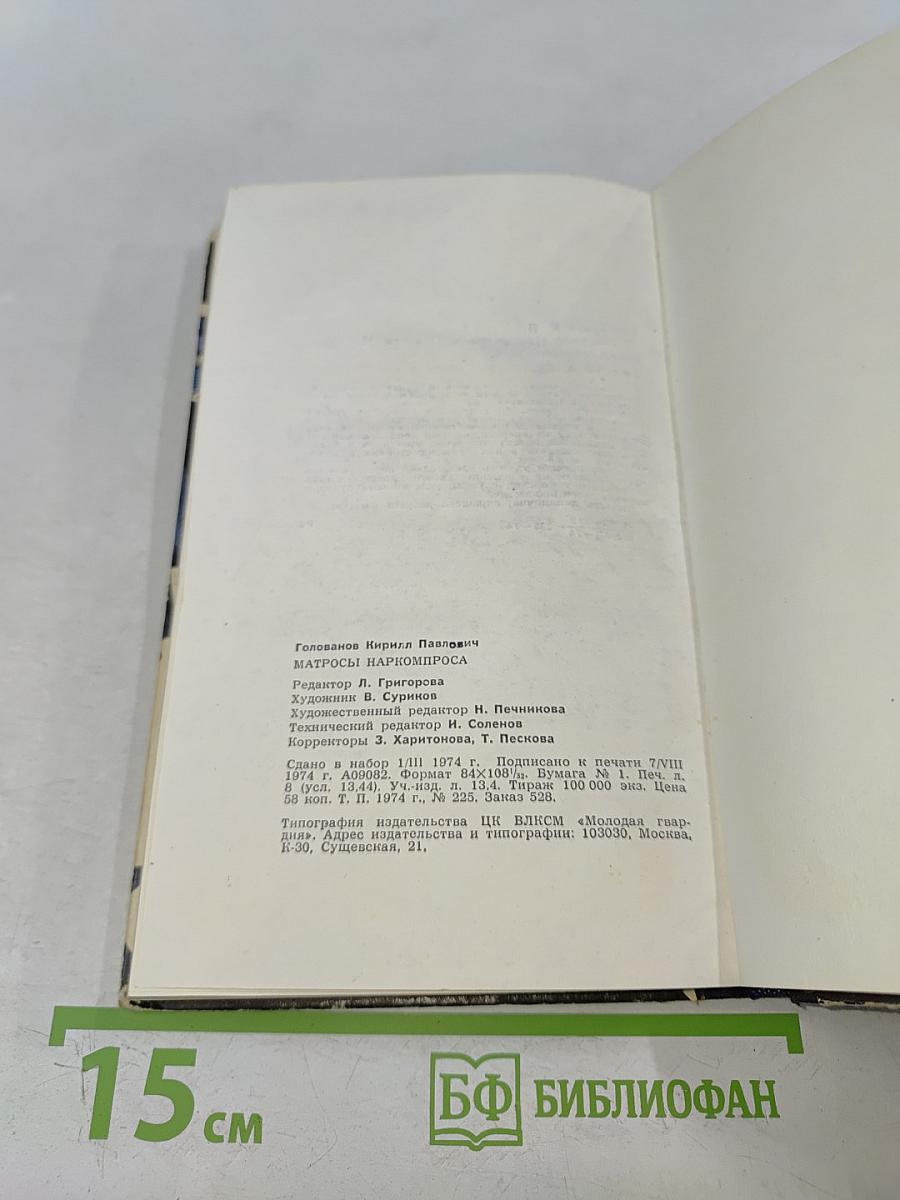 Голованов Кирилл Павлович
МАТРОСЫ НАРКОМПРОСА
Редактор Л. Григорова
Художник В. Суриков
Художественный редактор Н. Печникова
Технический редактор И. Соленов
Корректоры З. Харитонова, Т. Пескова
Сдано в набор 1/III 1974 г. Подписано к печати 7/VIII
1974 г. А09082. Формат 84×108¹/₃₂. Бумага № 1. Печ. л.
8 (усл. 13,44). Уч.-изд. л. 13,4. Тираж 100 000 экз. Цена
58 коп. Т. П. 1974 г., № 225. Заказ 528.
Типография издательства ЦК ВЛКСМ «Молодая гвар-
дия». Адрес издательства и типографии: 103030, Москва,
К-30, Сущевская, 21.
15 см
БФ БИБЛИОФАН